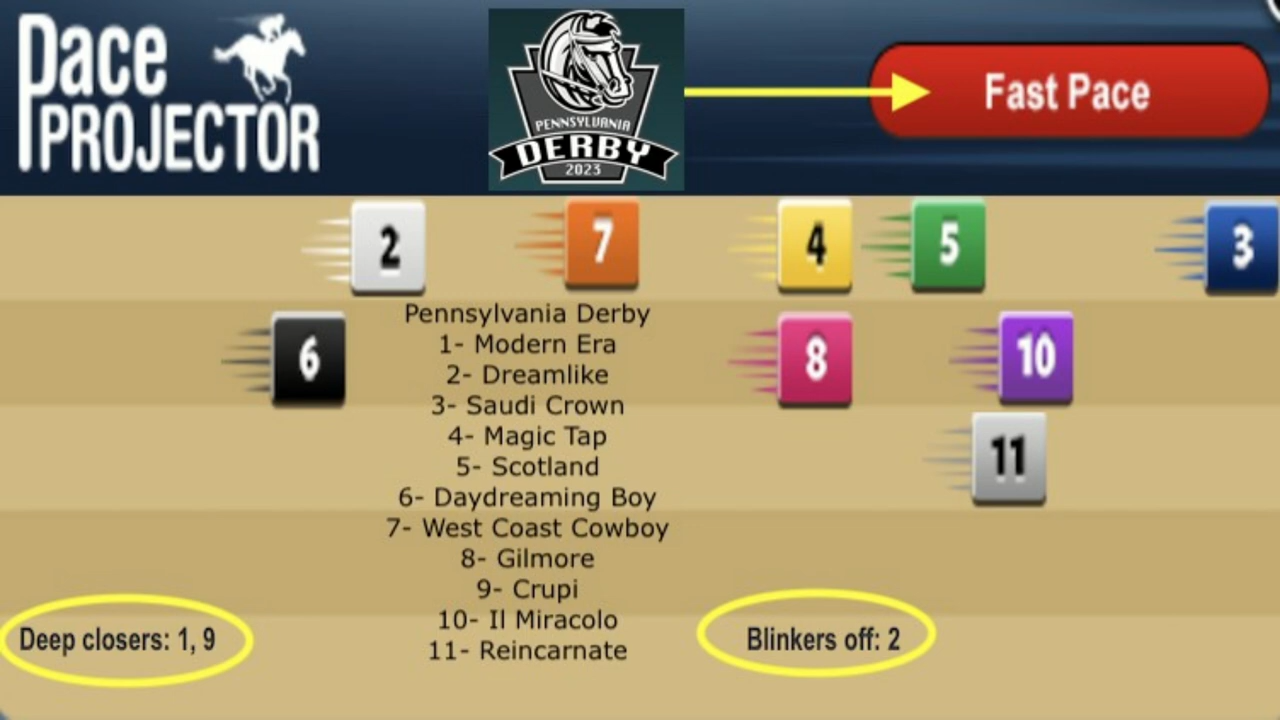 Pace
PROJECTOR
PENNSYLVANIA
DERBY
2023
Fast Pace
2
7
4
5
3
6
8
10
11
Pennsylvania Derby
1- Modern Era
2- Dreamlike
3- Saudi Crown
4- Magic Tap
5- Scotland
6- Daydreaming Boy
7- West Coast Cowboy
8- Gilmore
9- Crupi
10- Il Miracolo
11- Reincarnate
Deep closers: 1, 9
Blinkers off: 2